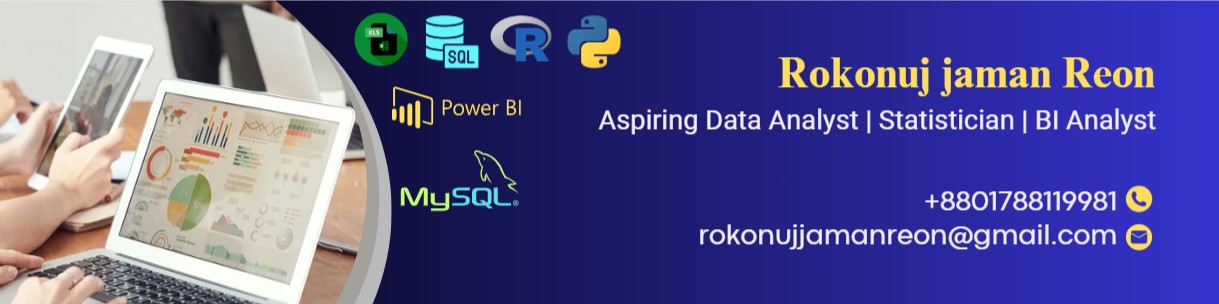 XLS
SQL
R
Power BI
MySQL®
Rokonuj jaman Reon
Aspiring Data Analyst | Statistician | BI Analyst
+8801788119981
rokonujjamanreon@gmail.com